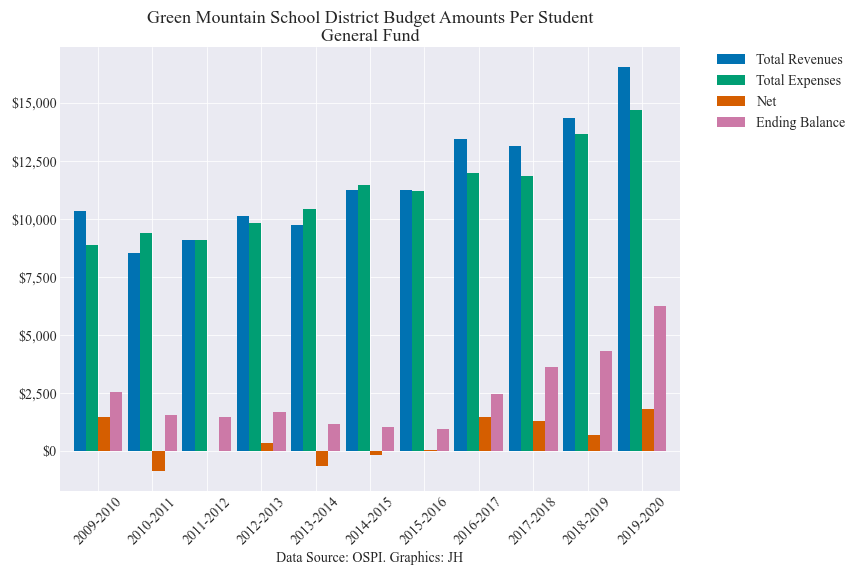 Green Mountain School District Budget Amounts Per Student
General Fund
Total Revenues
Total Expenses
Net
Ending Balance
$15,000
$12,500
$10,000
$7,500
$5,000
$2,500
$0
2009-2010
2010-2011
2011-2012
2012-2013
2013-2014
2014-2015
2015-2016
2016-2017
2017-2018
2018-2019
2019-2020
Data Source: OSPI. Graphics: JH